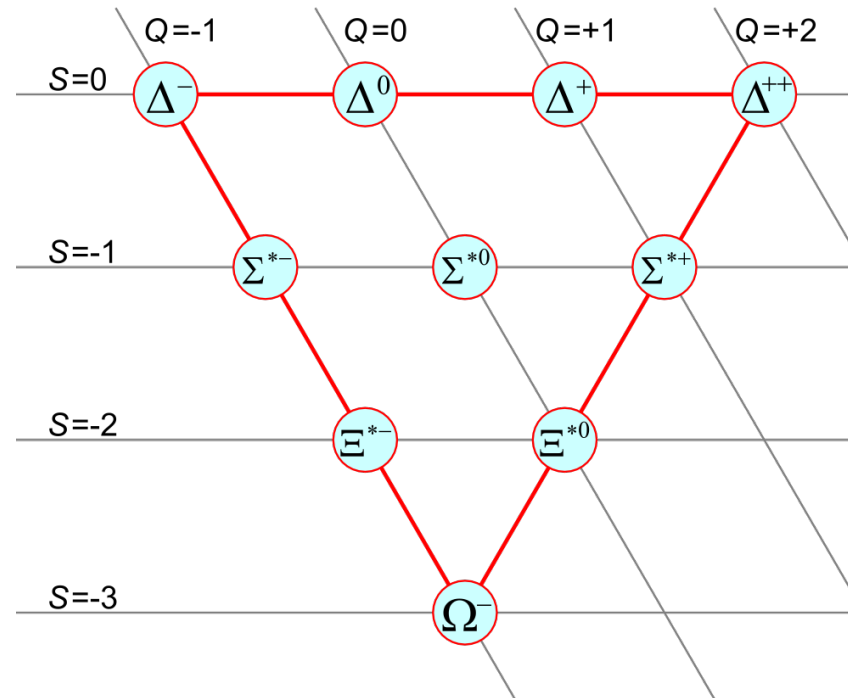 Q=-1 Q=0 Q=+1 Q=+2
S=0 Δ⁻ Δ⁰ Δ⁺ Δ⁺⁺
S=-1 Σ*⁻ Σ*⁰ Σ*⁺
S=-2 Ξ*⁻ Ξ*⁰
S=-3 Ω⁻